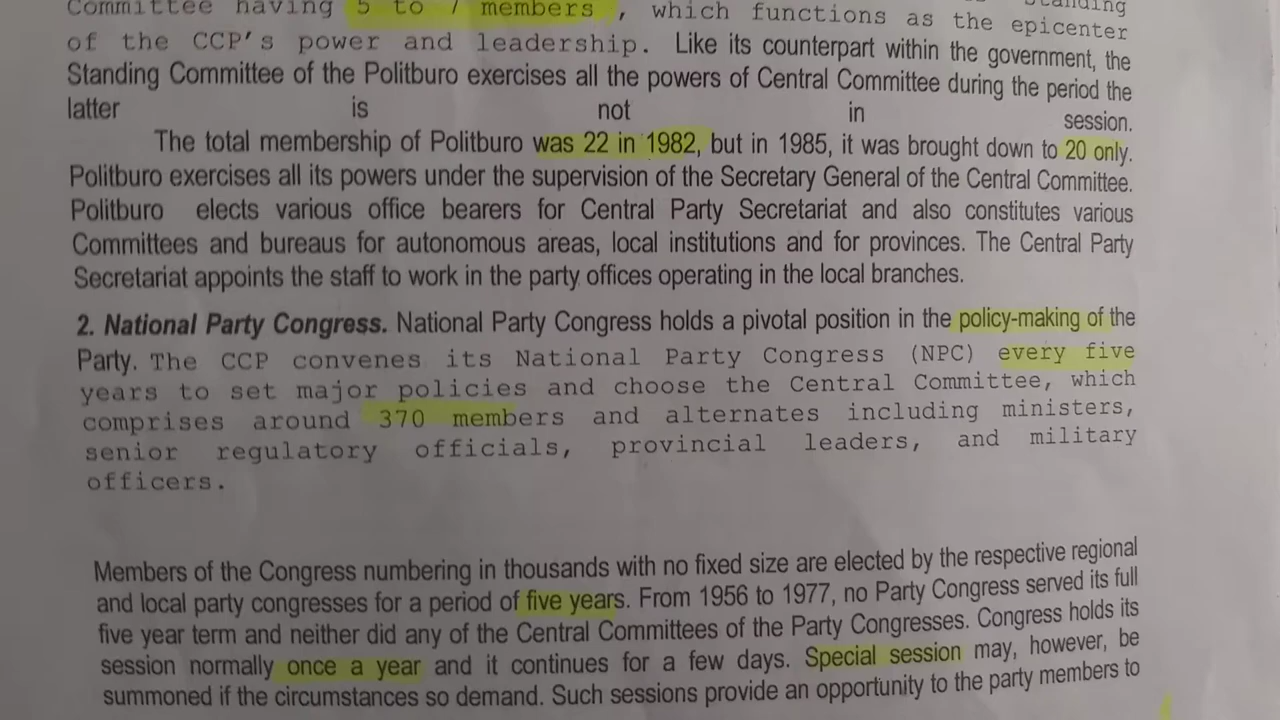 Committee having 5 to 7 members , which functions as the epicenter
of the CCP's power and leadership. Like its counterpart within the government, the
Standing Committee of the Politburo exercises all the powers of Central Committee during the period the
latter is not in session.
The total membership of Politburo was 22 in 1982, but in 1985, it was brought down to 20 only.
Politburo exercises all its powers under the supervision of the Secretary General of the Central Committee.
Politburo elects various office bearers for Central Party Secretariat and also constitutes various
Committees and bureaus for autonomous areas, local institutions and for provinces. The Central Party
Secretariat appoints the staff to work in the party offices operating in the local branches.
2. National Party Congress. National Party Congress holds a pivotal position in the policy-making of the
Party. The CCP convenes its National Party Congress (NPC) every five
years to set major policies and choose the Central Committee, which
comprises around 370 members and alternates including ministers,
senior regulatory officials, provincial leaders, and military
officers.
Members of the Congress numbering in thousands with no fixed size are elected by the respective regional
and local party congresses for a period of five years. From 1956 to 1977, no Party Congress served its full
five year term and neither did any of the Central Committees of the Party Congresses. Congress holds its
session normally once a year and it continues for a few days. Special session may, however, be
summoned if the circumstances so demand. Such sessions provide an opportunity to the party members to